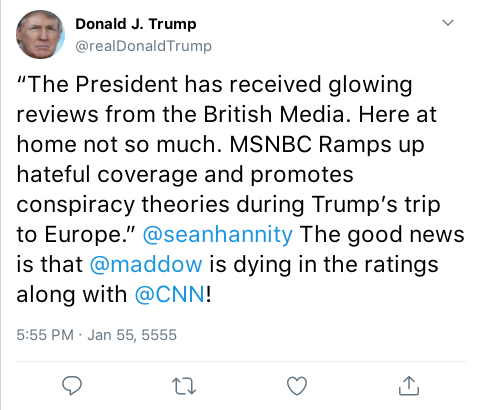 Donald J. Trump
@realDonaldTrump
“The President has received glowing
reviews from the British Media. Here at
home not so much. MSNBC Ramps up
hateful coverage and promotes
conspiracy theories during Trump’s trip
to Europe.” @seanhannity The good news
is that @maddow is dying in the ratings
along with @CNN!
5:55 PM · Jan 55, 5555